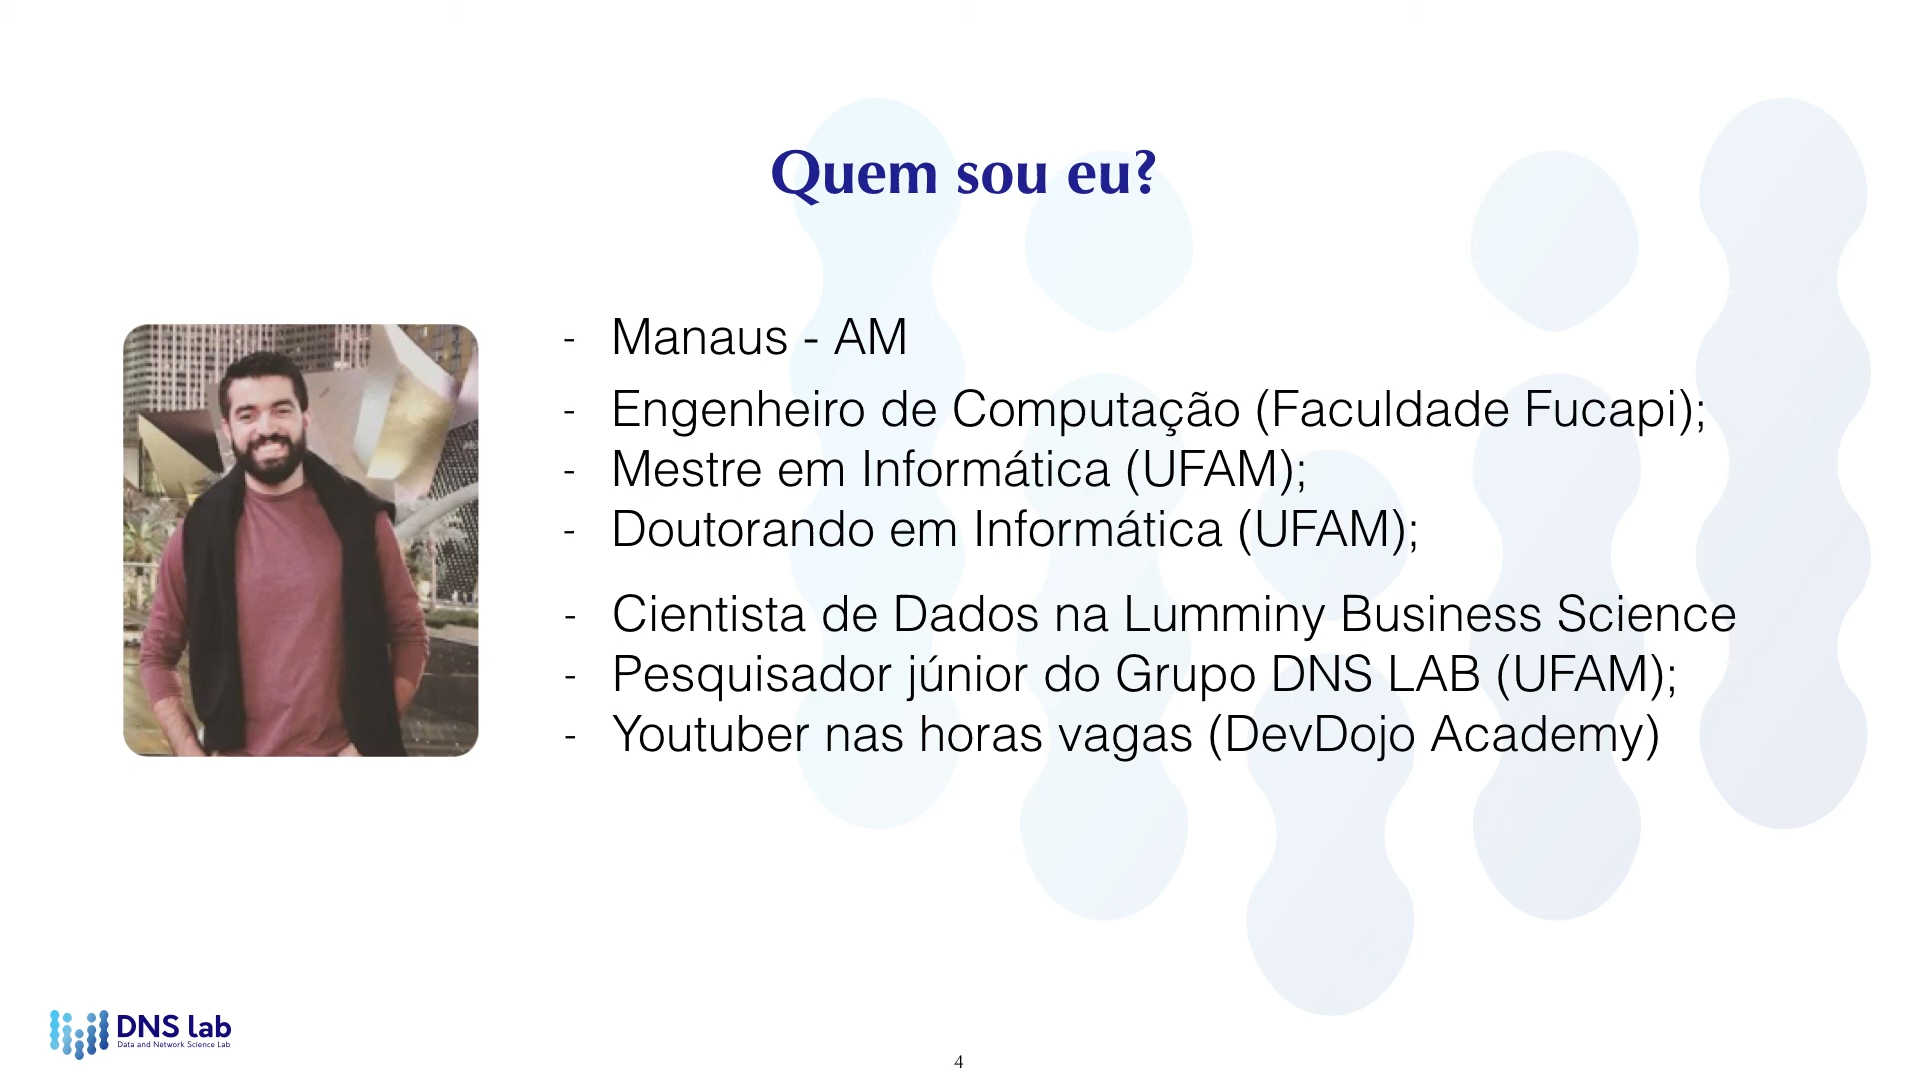 Quem sou eu?
- Manaus - AM
- Engenheiro de Computação (Faculdade Fucapi);
- Mestre em Informática (UFAM);
- Doutorando em Informática (UFAM);
- Cientista de Dados na Lumminy Business Science
- Pesquisador júnior do Grupo DNS LAB (UFAM);
- Youtuber nas horas vagas (DevDojo Academy)
DNS lab
Data and Network Science Lab
4